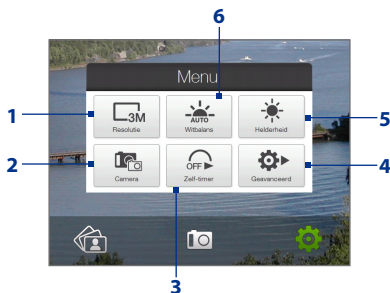 6
Menu
1
3M
Resolutie
AUTO
Witbalans
Helderheid
5
2
Camera
OFF
Zelf-timer
Geavanceerd
4
3